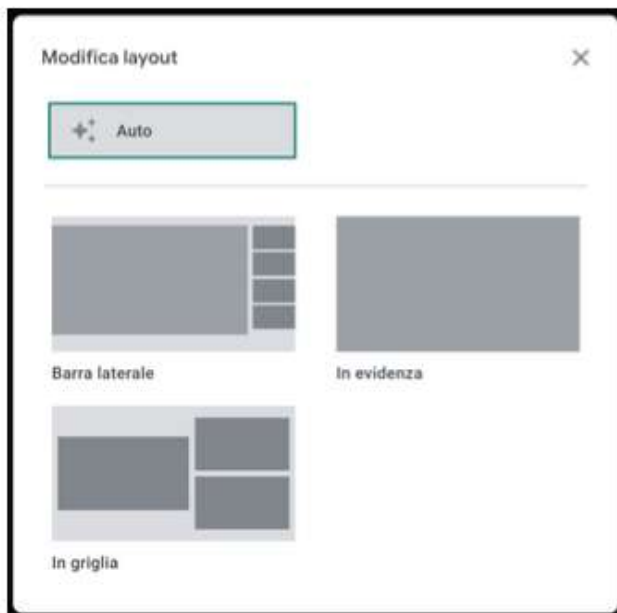 Modifica layout
Auto
Barra laterale
In evidenza
In griglia